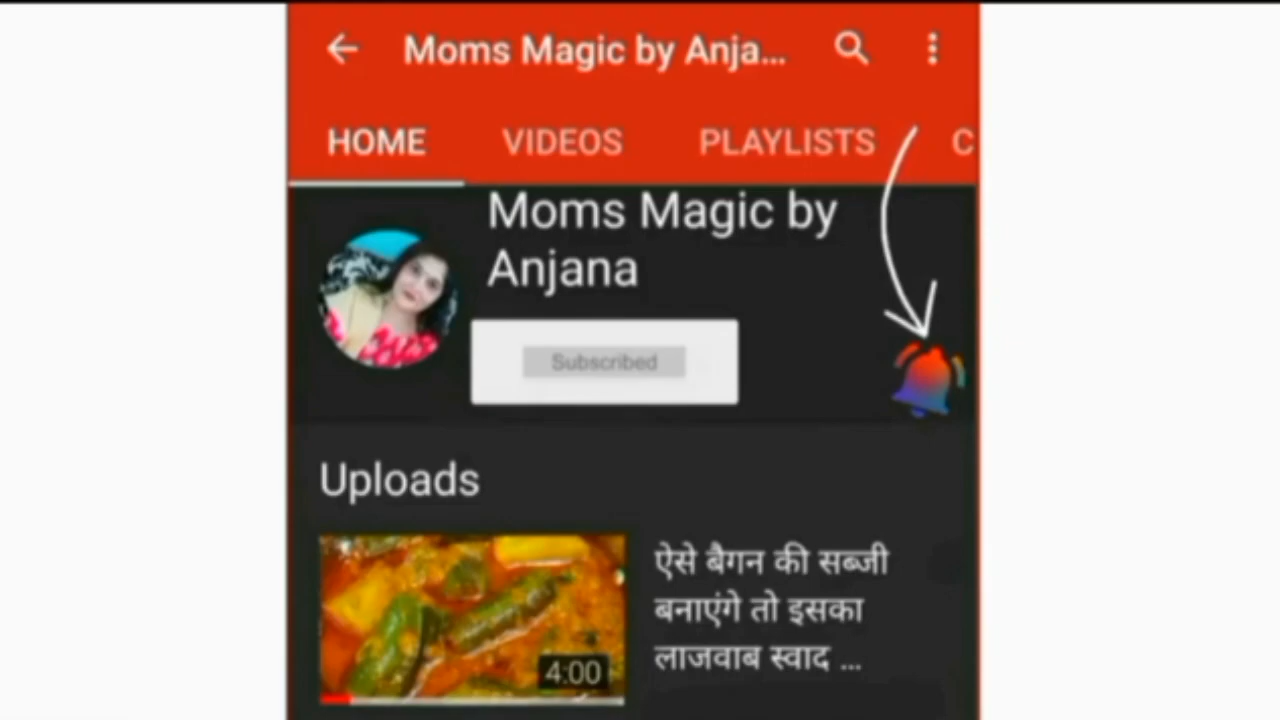 Moms Magic by Anja...
HOME VIDEOS PLAYLISTS C
Moms Magic by
Anjana
Subscribed
Uploads
ऐसे बैगन की सब्जी
बनाएंगे तो इसका
लाजवाब स्वाद ...
4:00